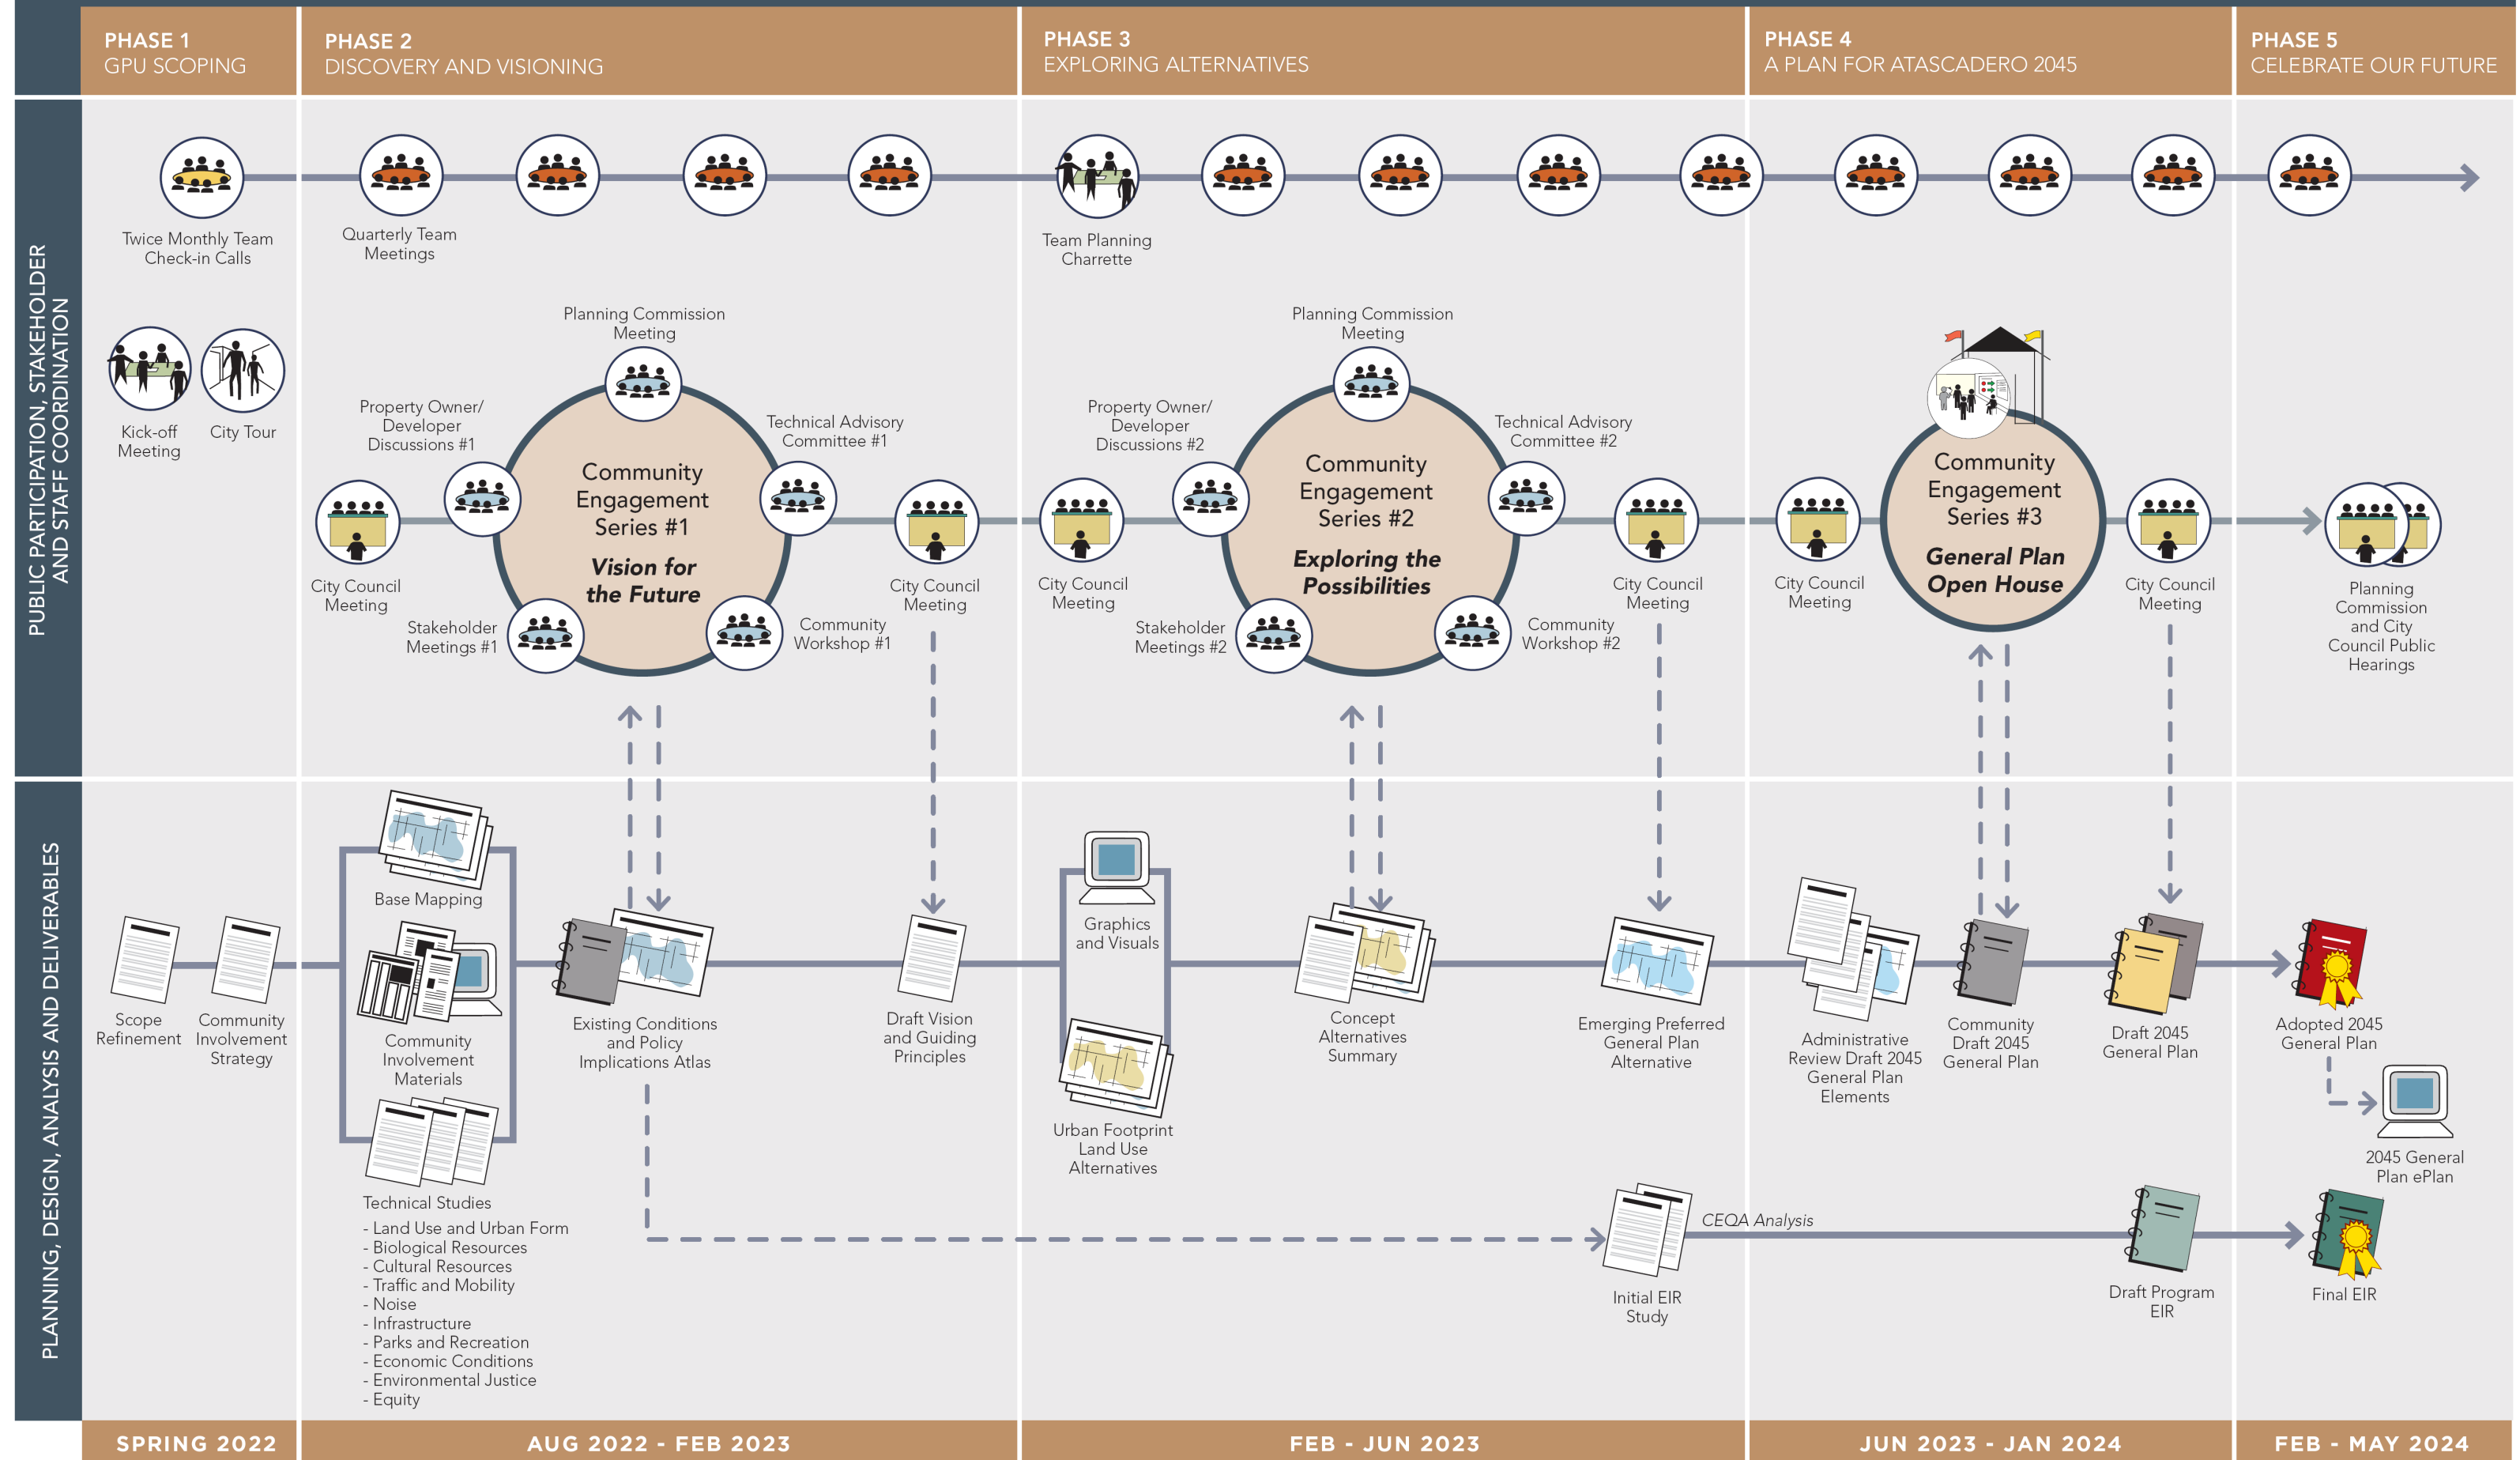 PHASE 1
GPU SCOPING
PHASE 2
DISCOVERY AND VISIONING
PHASE 3
EXPLORING ALTERNATIVES
PHASE 4
A PLAN FOR ATASCADERO 2045
PHASE 5
CELEBRATE OUR FUTURE
PUBLIC PARTICIPATION, STAKEHOLDER
AND STAFF COORDINATION
Twice Monthly Team
Check-in Calls
Quarterly Team
Meetings
Team Planning
Charrette
Kick-off
Meeting
City Tour
City Council
Meeting
Property Owner/
Developer
Discussions #1
Planning Commission
Meeting
Technical Advisory
Committee #1
Community
Engagement
Series #1
Vision for
the Future
Stakeholder
Meetings #1
Community
Workshop #1
City Council
Meeting
City Council
Meeting
Property Owner/
Developer
Discussions #2
Planning Commission
Meeting
Technical Advisory
Committee #2
Community
Engagement
Series #2
Exploring the
Possibilities
Stakeholder
Meetings #2
Community
Workshop #2
City Council
Meeting
City Council
Meeting
Community
Engagement
Series #3
General Plan
Open House
City Council
Meeting
Planning
Commission
and City
Council Public
Hearings
PLANNING, DESIGN, ANALYSIS AND DELIVERABLES
Scope
Refinement
Community
Involvement
Strategy
Base Mapping
Community
Involvement
Materials
Technical Studies
- Land Use and Urban Form
- Biological Resources
- Cultural Resources
- Traffic and Mobility
- Noise
- Infrastructure
- Parks and Recreation
- Economic Conditions
- Environmental Justice
- Equity
Existing Conditions
and Policy
Implications Atlas
Draft Vision
and Guiding
Principles
Graphics
and Visuals
Urban Footprint
Land Use
Alternatives
Concept
Alternatives
Summary
Emerging Preferred
General Plan
Alternative
Initial EIR
Study
CEQA Analysis
Administrative
Review Draft 2045
General Plan
Elements
Community
Draft 2045
General Plan
Draft 2045
General Plan
Draft Program
EIR
Adopted 2045
General Plan
2045 General
Plan ePlan
Final EIR
SPRING 2022
AUG 2022 - FEB 2023
FEB - JUN 2023
JUN 2023 - JAN 2024
FEB - MAY 2024